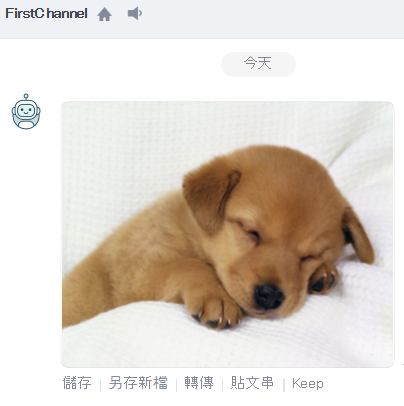 FirstChannel
今天
儲存 | 另存新檔 | 轉傳 | 貼文串 | Keep